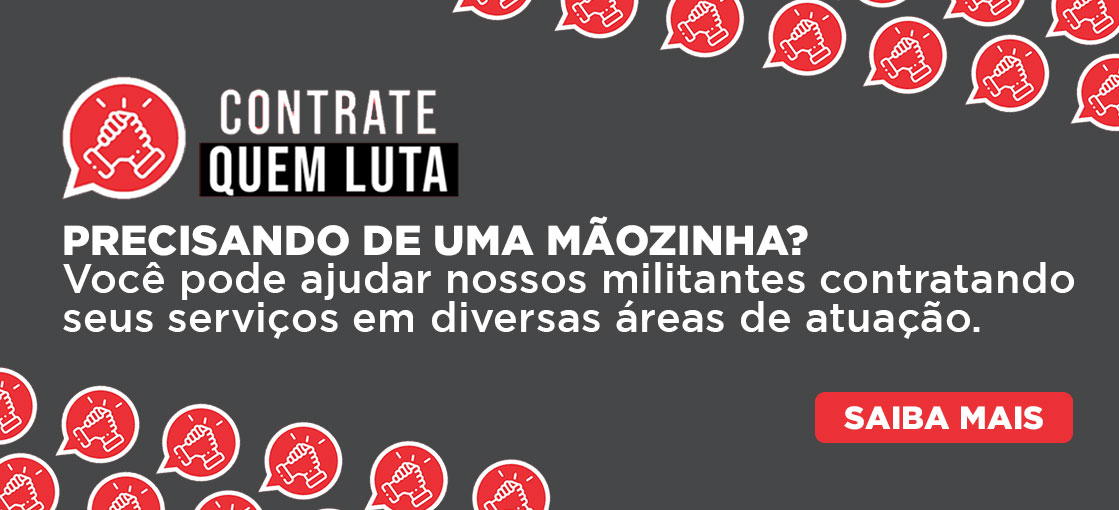 CONTRATE
QUEM LUTA
PRECISANDO DE UMA MÃOZINHA?
Você pode ajudar nossos militantes contratando
seus serviços em diversas áreas de atuação.
SAIBA MAIS